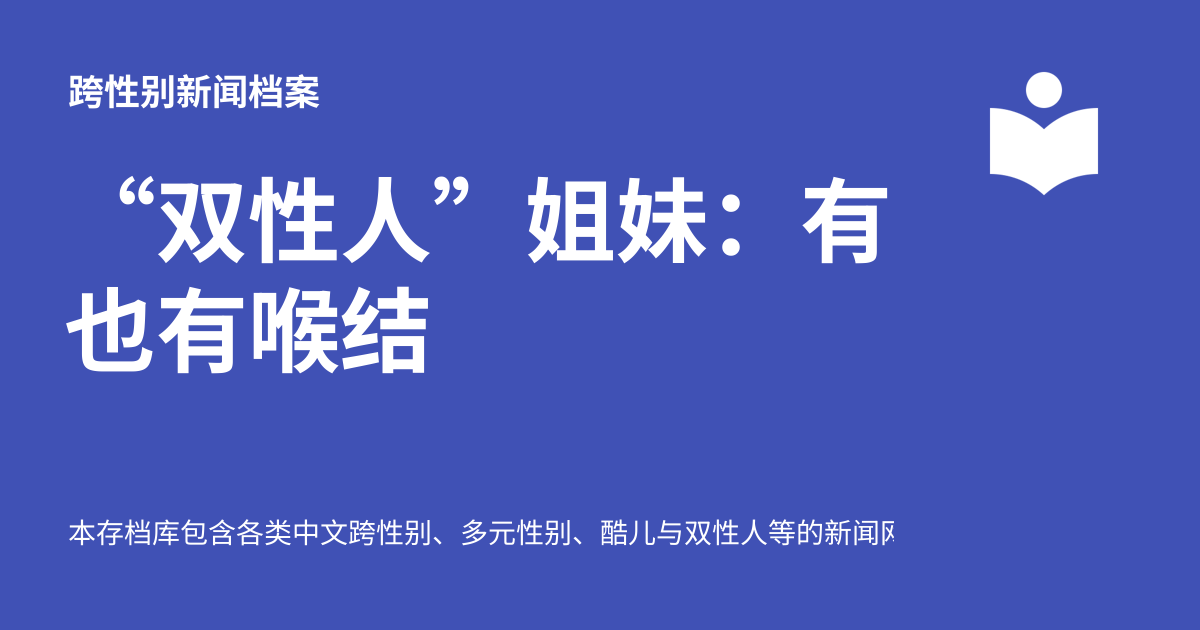 跨性别新闻档案
“双性人”姐妹：有
也有喉结
本存档库包含各类中文跨性别、多元性别、酷儿与双性人等的新闻